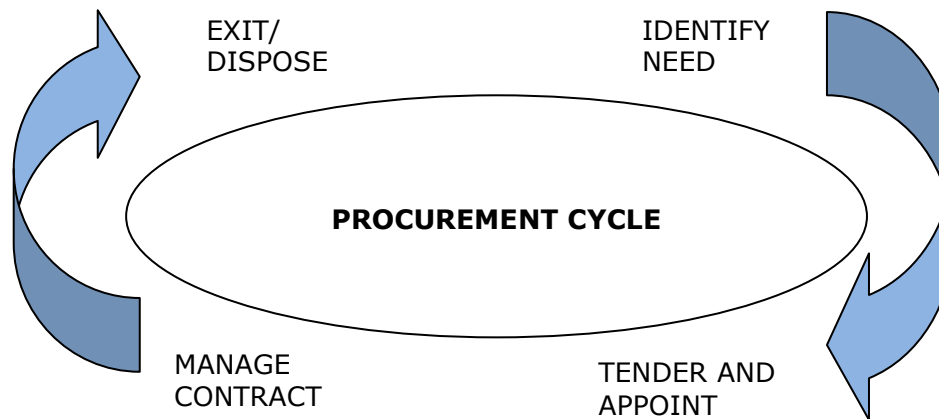 EXIT/
DISPOSE
IDENTIFY
NEED
PROCUREMENT CYCLE
MANAGE
CONTRACT
TENDER AND
APPOINT